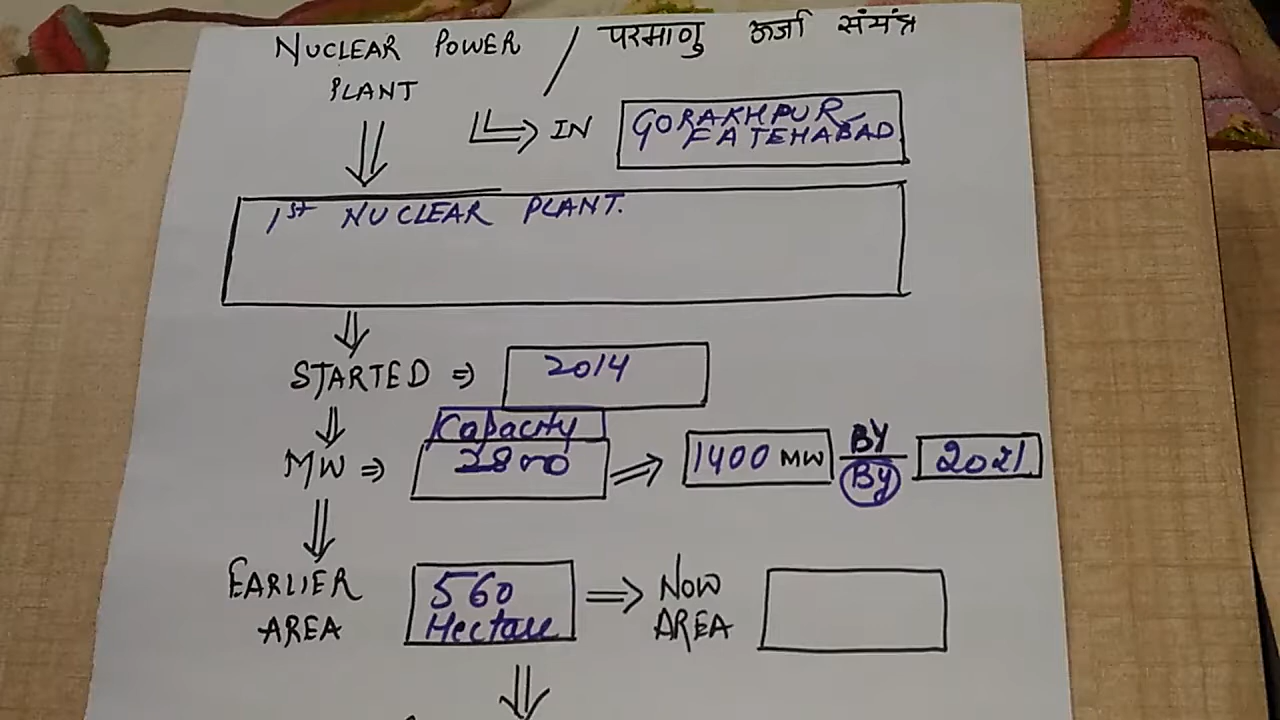 NUCLEAR POWER / परमाणु ऊर्जा संयंत्र
PLANT
IN GORAKHPUR
FATEHABAD
1st NUCLEAR PLANT.
STARTED ⇒ 2014
Capacity
MW ⇒ 2800 ⇒ 1400 MW BY 2021
By
EARLIER AREA
560 Hectare
⇒ NOW AREA